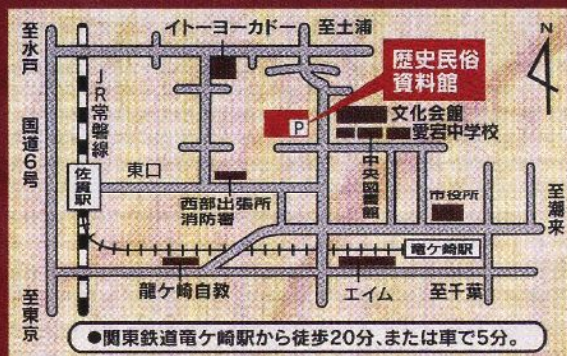 至水戸
イトーヨーカドー
至土浦
N
JR常磐線
国道6号
歴史民俗
資料館
P
文化会館
愛宕中学校
中央図書館
佐貫駅
東口
西部出張所
消防署
市役所
至潮来
竜ケ崎駅
龍ケ崎自教
エイム
至千葉
至東京
●関東鉄道竜ケ崎駅から徒歩20分、または車で5分。